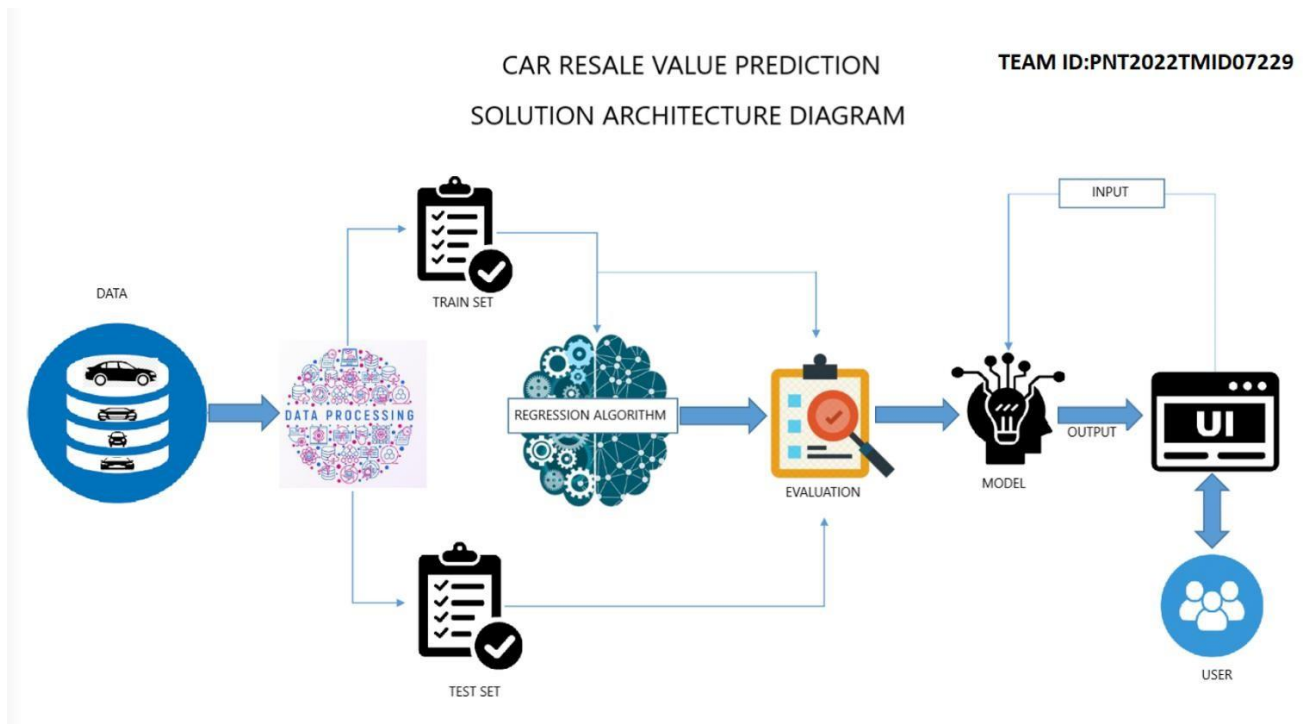 CAR RESALE VALUE PREDICTION
SOLUTION ARCHITECTURE DIAGRAM
TEAM ID:PNT2022TMID07229
INPUT
TRAIN SET
DATA
DATA PROCESSING
REGRESSION ALGORITHM
EVALUATION
MODEL
OUTPUT
UI
TEST SET
USER